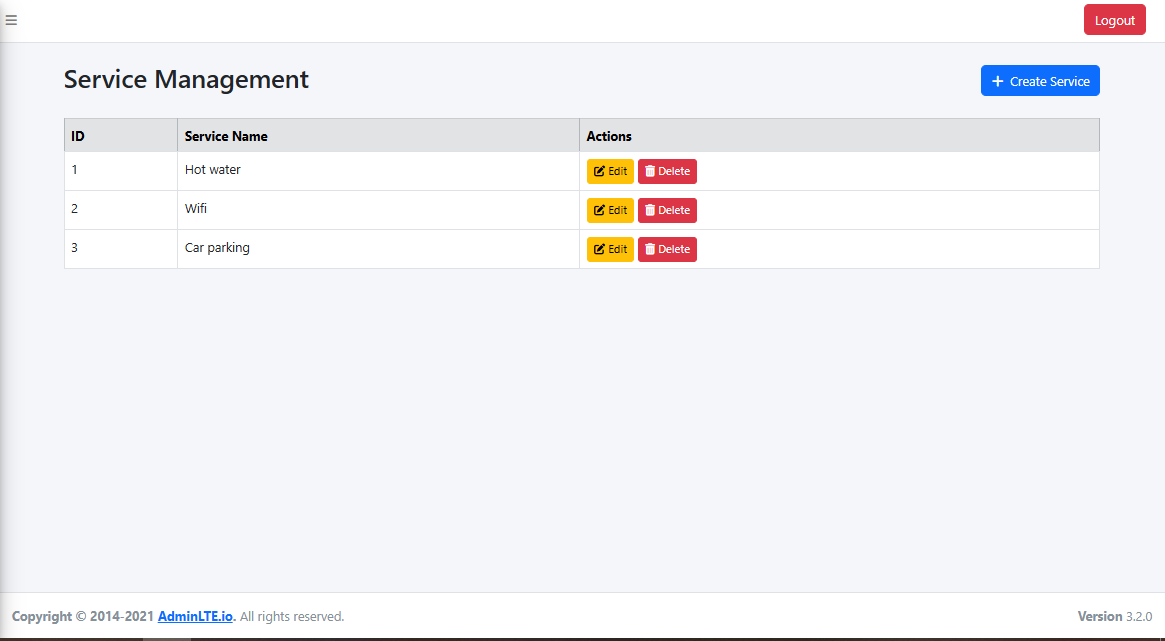 Logout
Service Management
Create Service
ID Service Name Actions
1 Hot water Edit Delete
2 Wifi Edit Delete
3 Car parking Edit Delete
Copyright © 2014-2021 AdminLTE.io. All rights reserved. Version 3.2.0